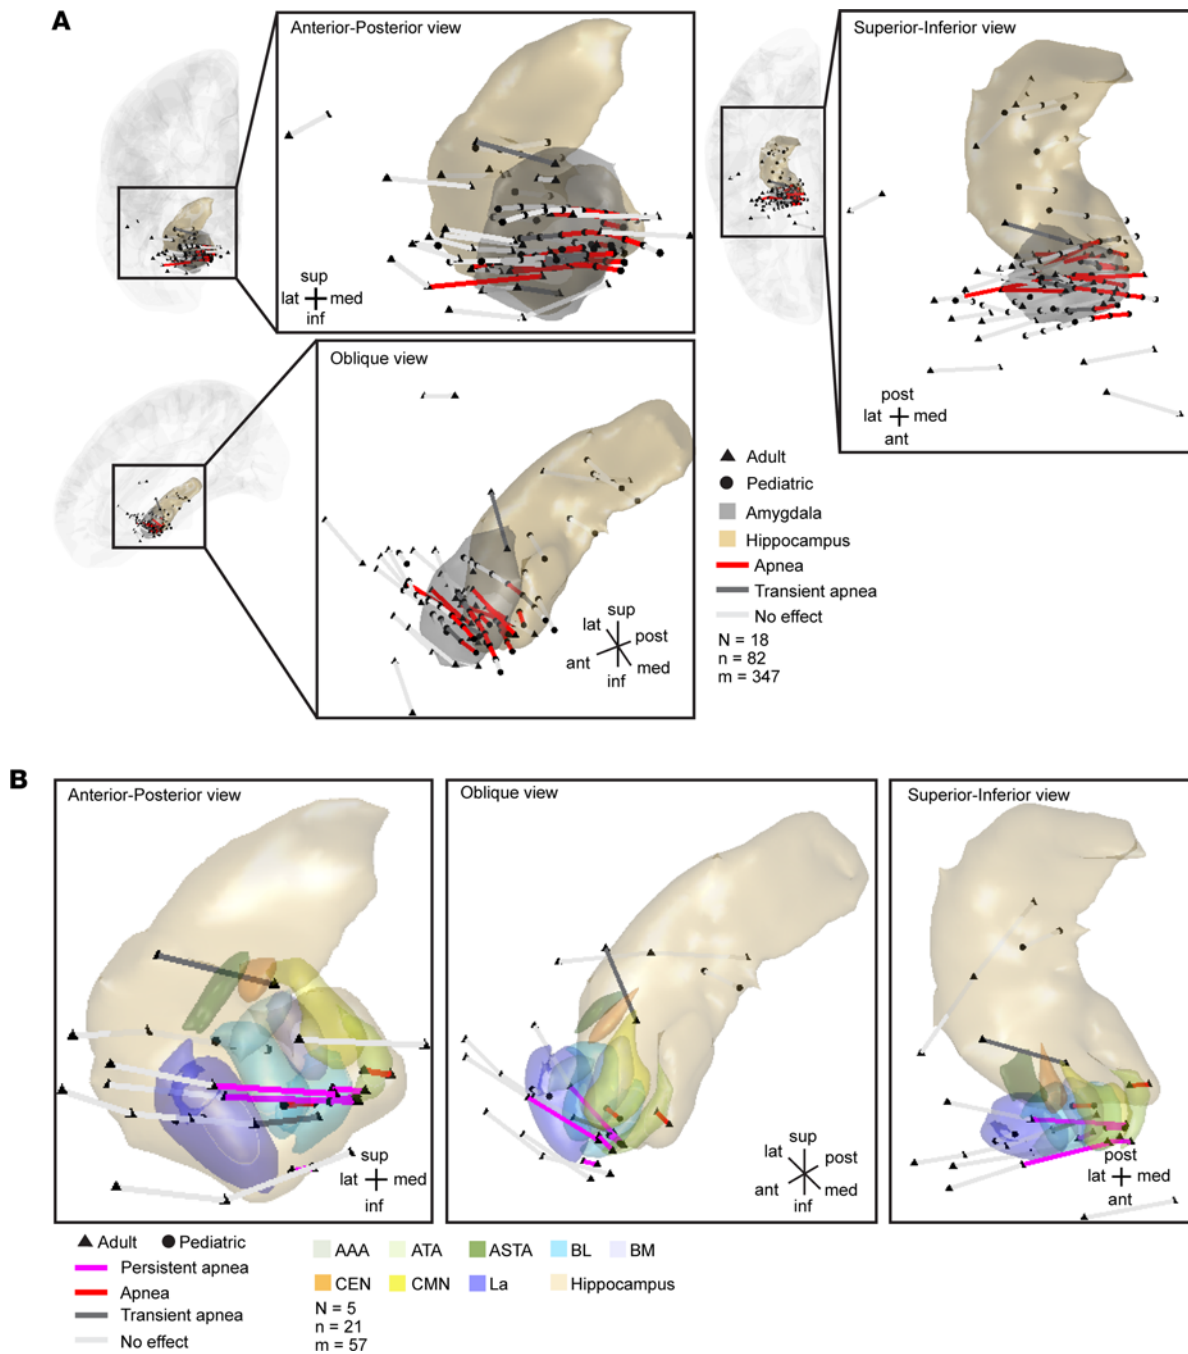 A
Anterior-Posterior view
sup
lat med
inf
Superior-Inferior view
post
lat med
ant
Oblique view
sup
lat
post
ant
med
inf
Adult
Pediatric
Amygdala
Hippocampus
Apnea
Transient apnea
No effect
N = 18
n = 82
m = 347
B
Anterior-Posterior view
sup
lat med
inf
Oblique view
sup
lat
post
ant
med
inf
Superior-Inferior view
post
lat med
ant
Adult Pediatric
Persistent apnea
Apnea
Transient apnea
No effect
AAA ATA ASTA BL BM
CEN CMN La Hippocampus
N = 5
n = 21
m = 57